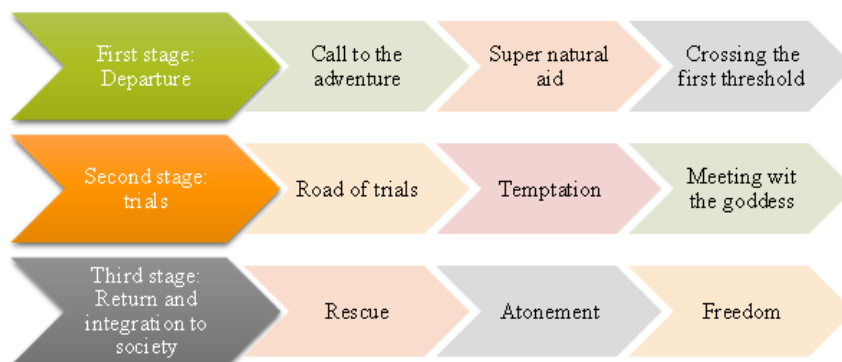 First stage:
Departure
Call to the
adventure
Super natural
aid
Crossing the
first threshold
Second stage:
trials
Road of trials
Temptation
Meeting wit
the goddess
Third stage:
Return and
integration to
society
Rescue
Atonement
Freedom